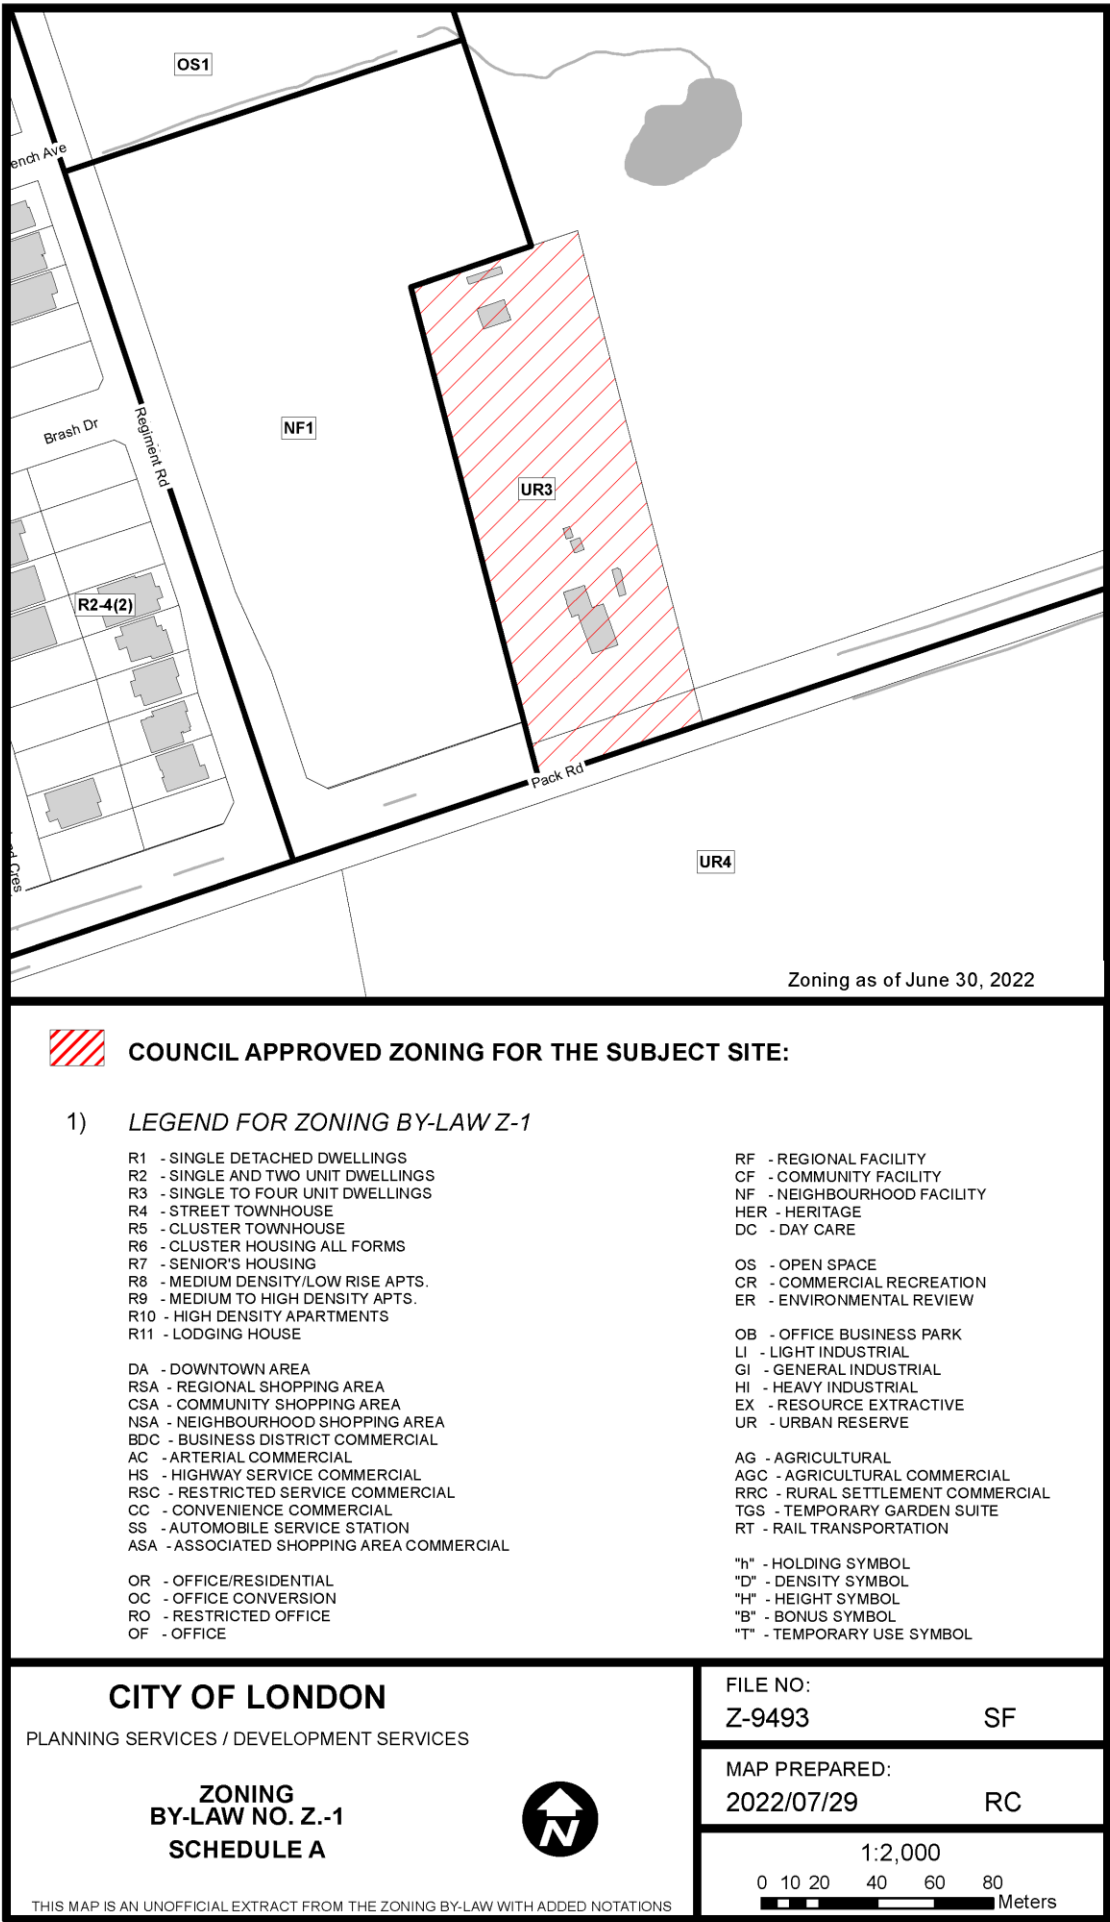 OS1
ench Ave
Regiment Rd
Brash Dr
NF1
UR3
R2-4(2)
Pack Rd
Cres
UR4
Zoning as of June 30, 2022
COUNCIL APPROVED ZONING FOR THE SUBJECT SITE:
1) LEGEND FOR ZONING BY-LAW Z-1
R1 - SINGLE DETACHED DWELLINGS
R2 - SINGLE AND TWO UNIT DWELLINGS
R3 - SINGLE TO FOUR UNIT DWELLINGS
R4 - STREET TOWNHOUSE
R5 - CLUSTER TOWNHOUSE
R6 - CLUSTER HOUSING ALL FORMS
R7 - SENIOR'S HOUSING
R8 - MEDIUM DENSITY/LOW RISE APTS.
R9 - MEDIUM TO HIGH DENSITY APTS.
R10 - HIGH DENSITY APARTMENTS
R11 - LODGING HOUSE
DA - DOWNTOWN AREA
RSA - REGIONAL SHOPPING AREA
CSA - COMMUNITY SHOPPING AREA
NSA - NEIGHBOURHOOD SHOPPING AREA
BDC - BUSINESS DISTRICT COMMERCIAL
AC - ARTERIAL COMMERCIAL
HS - HIGHWAY SERVICE COMMERCIAL
RSC - RESTRICTED SERVICE COMMERCIAL
CC - CONVENIENCE COMMERCIAL
SS - AUTOMOBILE SERVICE STATION
ASA - ASSOCIATED SHOPPING AREA COMMERCIAL
OR - OFFICE/RESIDENTIAL
OC - OFFICE CONVERSION
RO - RESTRICTED OFFICE
OF - OFFICE
RF - REGIONAL FACILITY
CF - COMMUNITY FACILITY
NF - NEIGHBOURHOOD FACILITY
HER - HERITAGE
DC - DAY CARE
OS - OPEN SPACE
CR - COMMERCIAL RECREATION
ER - ENVIRONMENTAL REVIEW
OB - OFFICE BUSINESS PARK
LI - LIGHT INDUSTRIAL
GI - GENERAL INDUSTRIAL
HI - HEAVY INDUSTRIAL
EX - RESOURCE EXTRACTIVE
UR - URBAN RESERVE
AG - AGRICULTURAL
AGC - AGRICULTURAL COMMERCIAL
RRC - RURAL SETTLEMENT COMMERCIAL
TGS - TEMPORARY GARDEN SUITE
RT - RAIL TRANSPORTATION
"h" - HOLDING SYMBOL
"D" - DENSITY SYMBOL
"H" - HEIGHT SYMBOL
"B" - BONUS SYMBOL
"T" - TEMPORARY USE SYMBOL
CITY OF LONDON
PLANNING SERVICES / DEVELOPMENT SERVICES
ZONING
BY-LAW NO. Z.-1
SCHEDULE A
N
THIS MAP IS AN UNOFFICIAL EXTRACT FROM THE ZONING BY-LAW WITH ADDED NOTATIONS
FILE NO:
Z-9493 SF
MAP PREPARED:
2022/07/29 RC
1:2,000
0 10 20 40 60 80
Meters